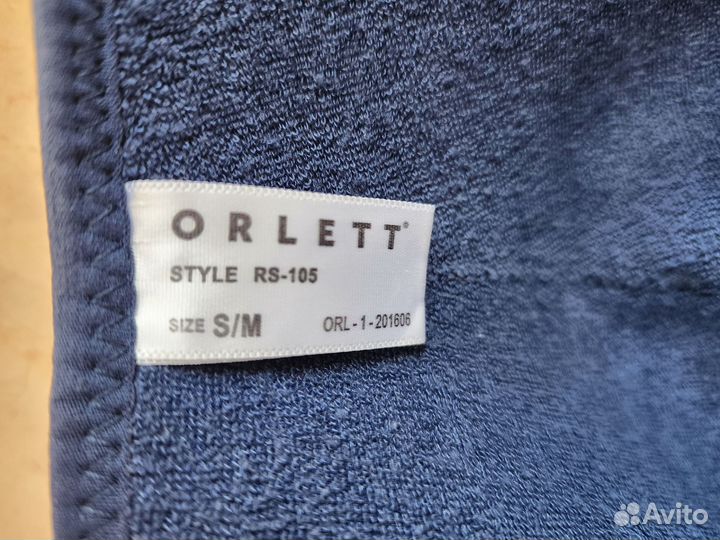 ORLETT®
STYLE RS-105
SIZE S/M ORL-1-201606
Avito